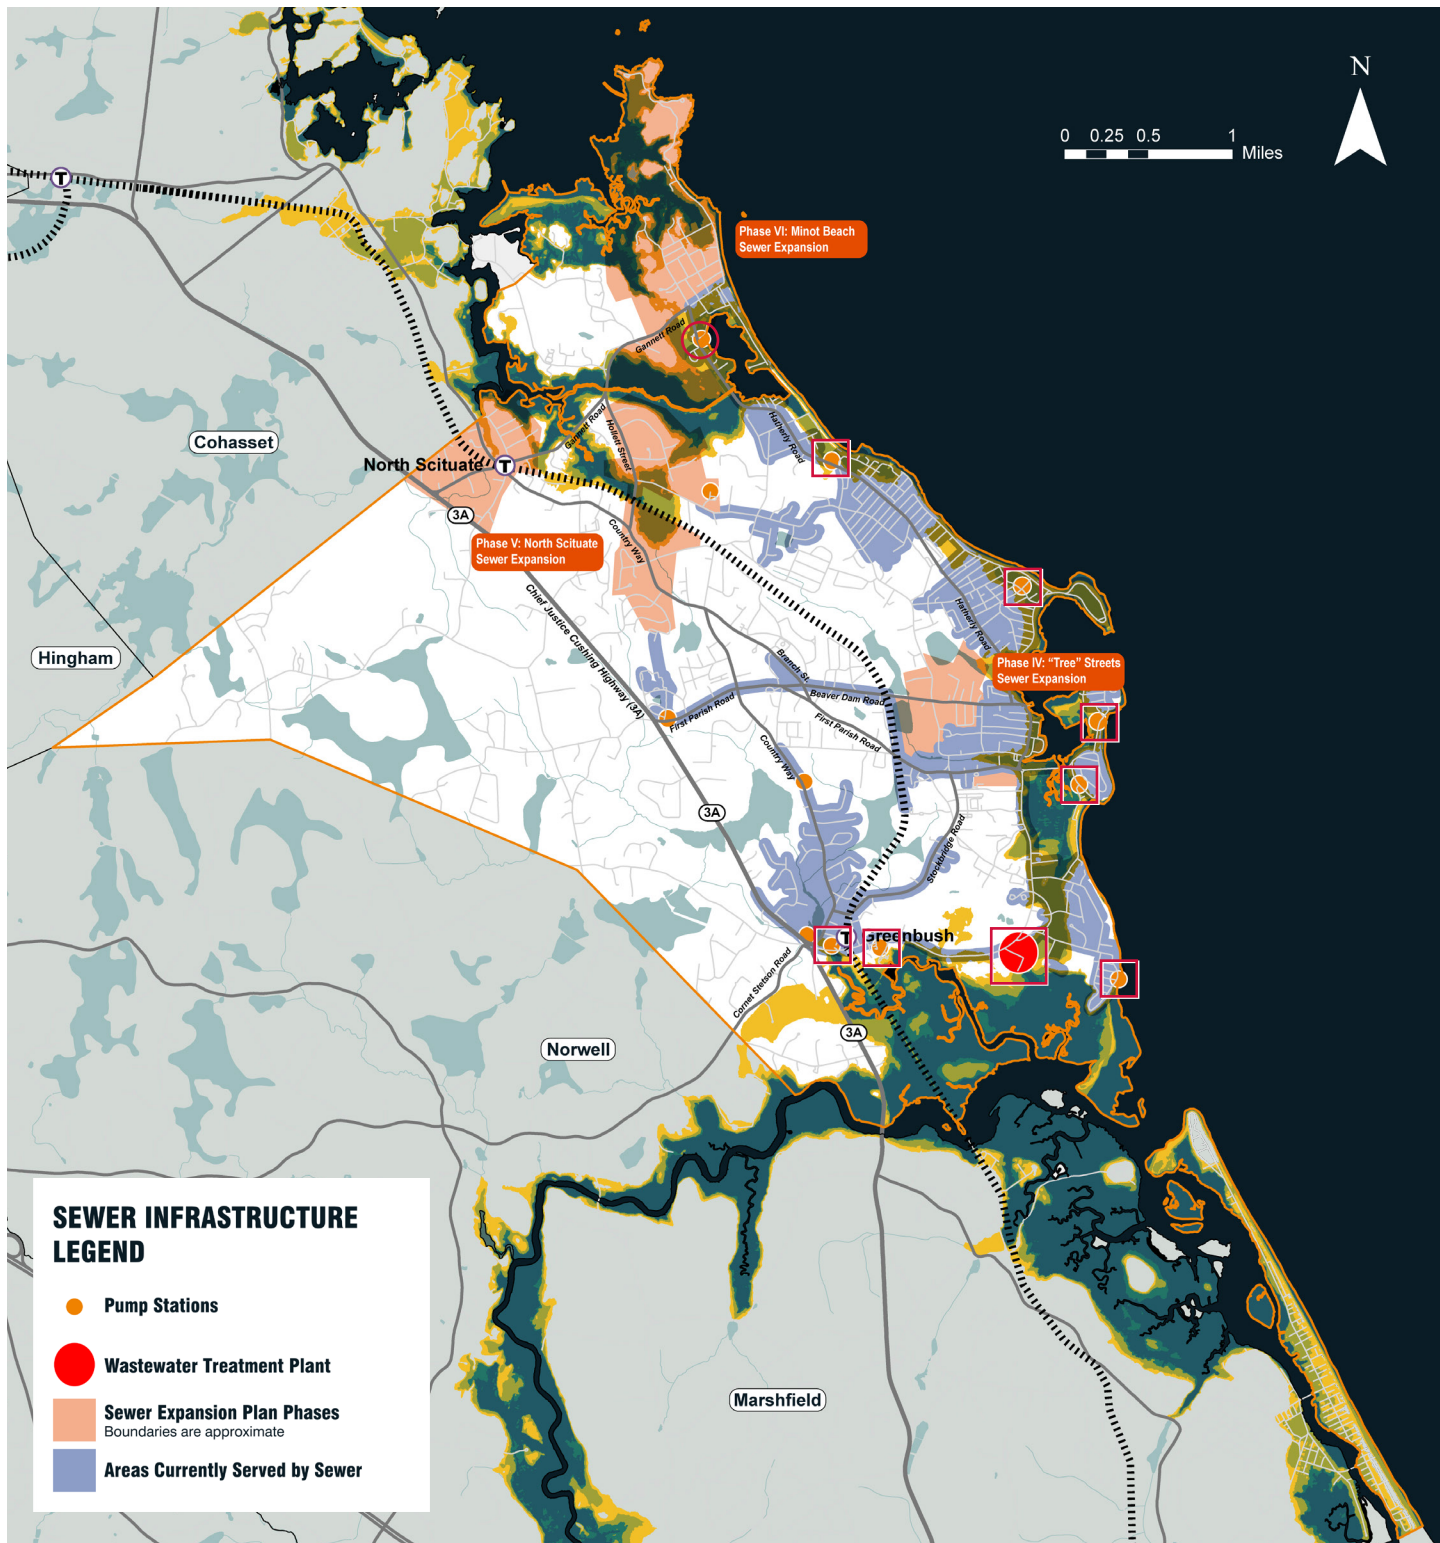 N
0 0.25 0.5 1
Miles
T
Phase VI: Minot Beach
Sewer Expansion
Gannett Road
Cohasset
Gannett Road
Hollett Street
Hatherly Road
North Scituate
T
3A
Phase V: North Scituate
Sewer Expansion
Country Way
Chief Justice Cushing Highway (3A)
Hatherly Road
Hingham
Phase IV: “Tree” Streets
Sewer Expansion
Branch St.
Beaver Dam Road
First Parish Road
First Parish Road
Country Way
3A
Stockbridge Road
T
Greenbush
Cornet Stetson Road
3A
Norwell
Marshfield
SEWER INFRASTRUCTURE
LEGEND
Pump Stations
Wastewater Treatment Plant
Sewer Expansion Plan Phases
Boundaries are approximate
Areas Currently Served by Sewer